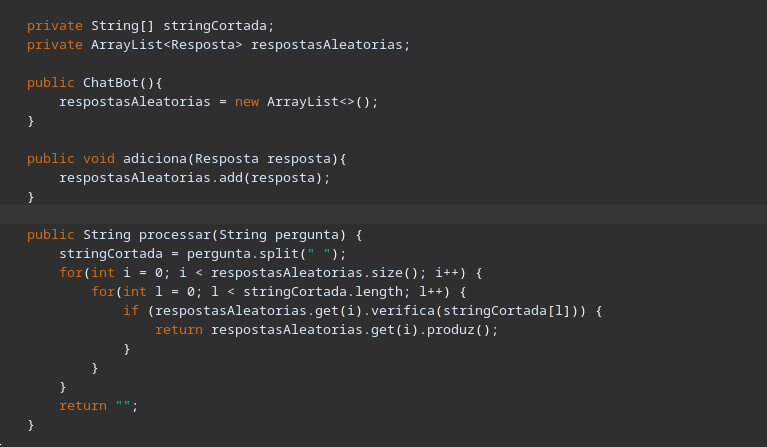 private String[] stringCortada;
private ArrayList<Resposta> respostasAleatorias;
public ChatBot(){
respostasAleatorias = new ArrayList<>();
}
public void adiciona(Resposta resposta){
respostasAleatorias.add(resposta);
}
public String processar(String pergunta) {
stringCortada = pergunta.split(" ");
for(int i = 0; i < respostasAleatorias.size(); i++) {
for(int l = 0; l < stringCortada.length; l++) {
if (respostasAleatorias.get(i).verifica(stringCortada[l])) {
return respostasAleatorias.get(i).produz();
}
}
}
return "";
}